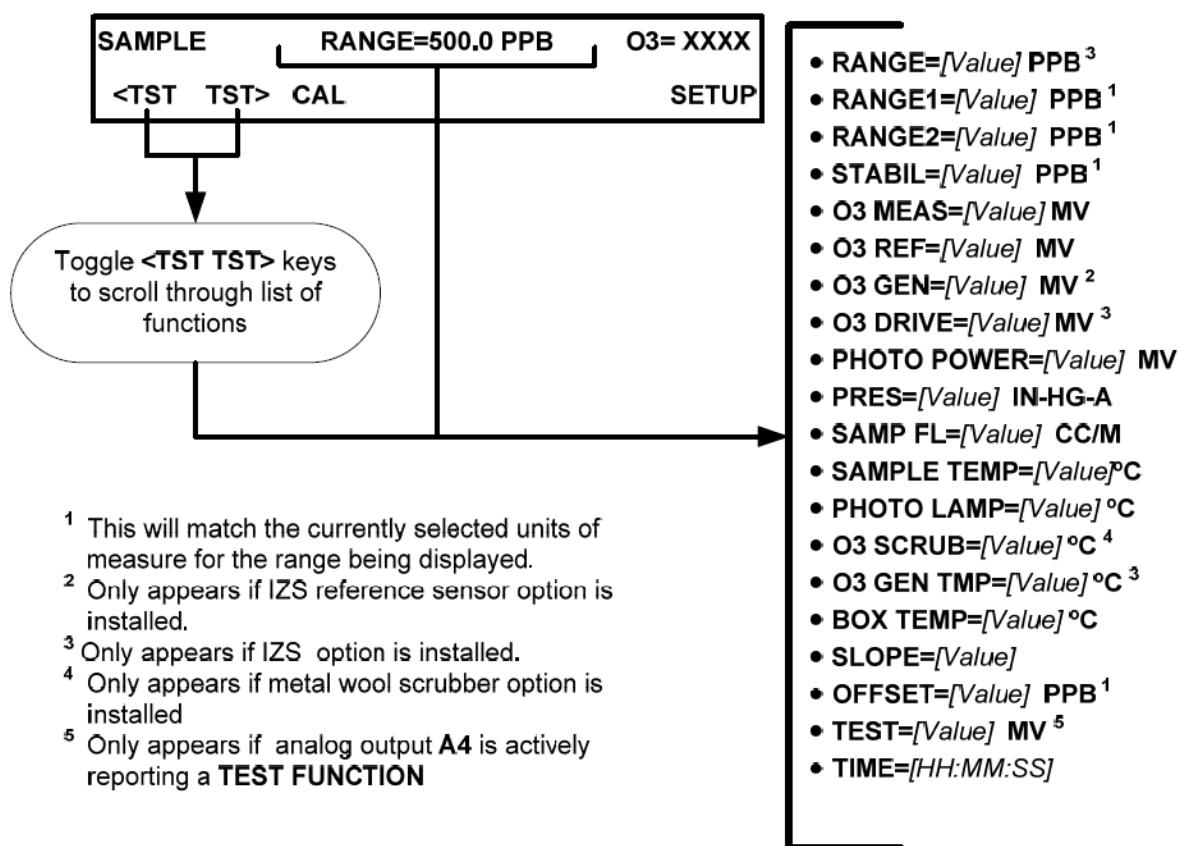 SAMPLE RANGE=500.0 PPB O3= XXXX
<TST TST> CAL SETUP
Toggle <TST TST> keys
to scroll through list of
functions
• RANGE=[Value] PPB 3
• RANGE1=[Value] PPB 1
• RANGE2=[Value] PPB 1
• STABIL=[Value] PPB 1
• O3 MEAS=[Value] MV
• O3 REF=[Value] MV
• O3 GEN=[Value] MV 2
• O3 DRIVE=[Value] MV 3
• PHOTO POWER=[Value] MV
• PRES=[Value] IN-HG-A
• SAMP FL=[Value] CC/M
• SAMPLE TEMP=[Value]ºC
• PHOTO LAMP=[Value] ºC
• O3 SCRUB=[Value] ºC 4
• O3 GEN TMP=[Value] ºC 3
• BOX TEMP=[Value] ºC
• SLOPE=[Value]
• OFFSET=[Value] PPB 1
• TEST=[Value] MV 5
• TIME=[HH:MM:SS]
1 This will match the currently selected units of
measure for the range being displayed.
2 Only appears if IZS reference sensor option is
installed.
3 Only appears if IZS option is installed.
4 Only appears if metal wool scrubber option is
installed
5 Only appears if analog output A4 is actively
reporting a TEST FUNCTION